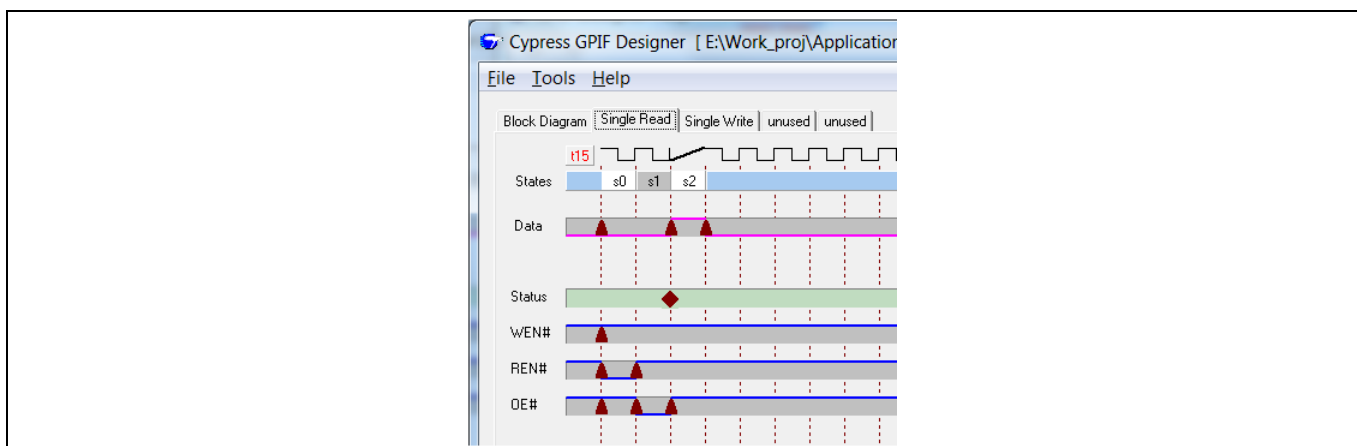 Cypress GPIF Designer [ E:\Work_proj\Application
File Tools Help
Block Diagram Single Read Single Write unused unused
t15
States s0 s1 s2
Data
Status
WEN#
REN#
OE#